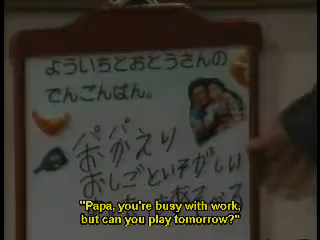 よういちとおとうさんの
でんごんばん。
パパ
おかえり
おしごといそがしい
"Papa, you're busy with work,
but can you play tomorrow?"